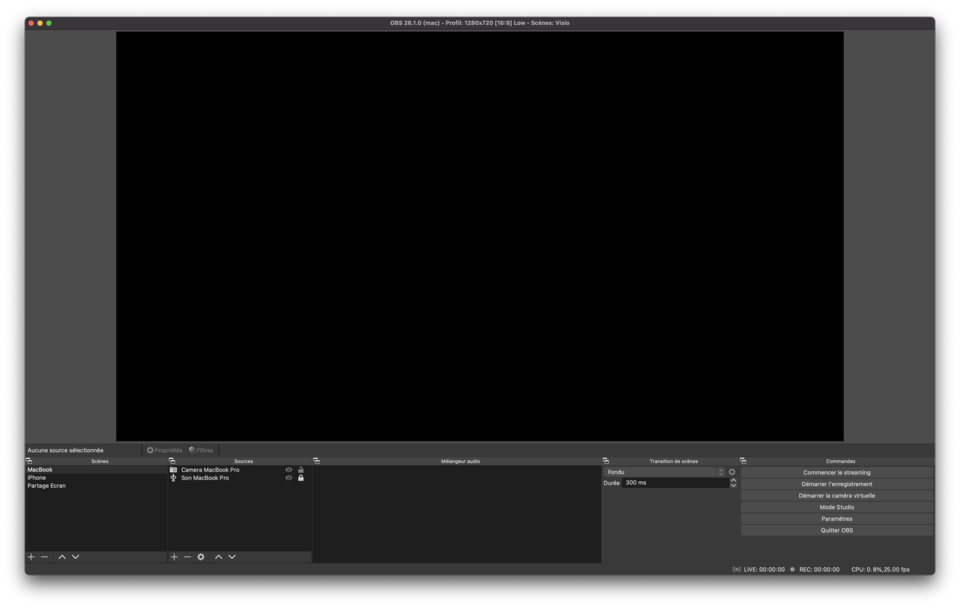 OBS 26.1.0 (mac) - Profil: 1280x720 [16:9] Low - Scènes: Visio
Aucune source sélectionnée
Propriétés
Filtres
Scènes
MacBook
iPhone
Partage Ecran
Sources
Camera MacBook Pro
Son MacBook Pro
Mélangeur audio
Transition de scènes
Fondu
Durée 300 ms
Commandes
Commencer le streaming
Démarrer l'enregistrement
Démarrer la caméra virtuelle
Mode Studio
Paramètres
Quitter OBS
LIVE: 00:00:00 REC: 00:00:00 CPU: 0.8%,25.00 fps